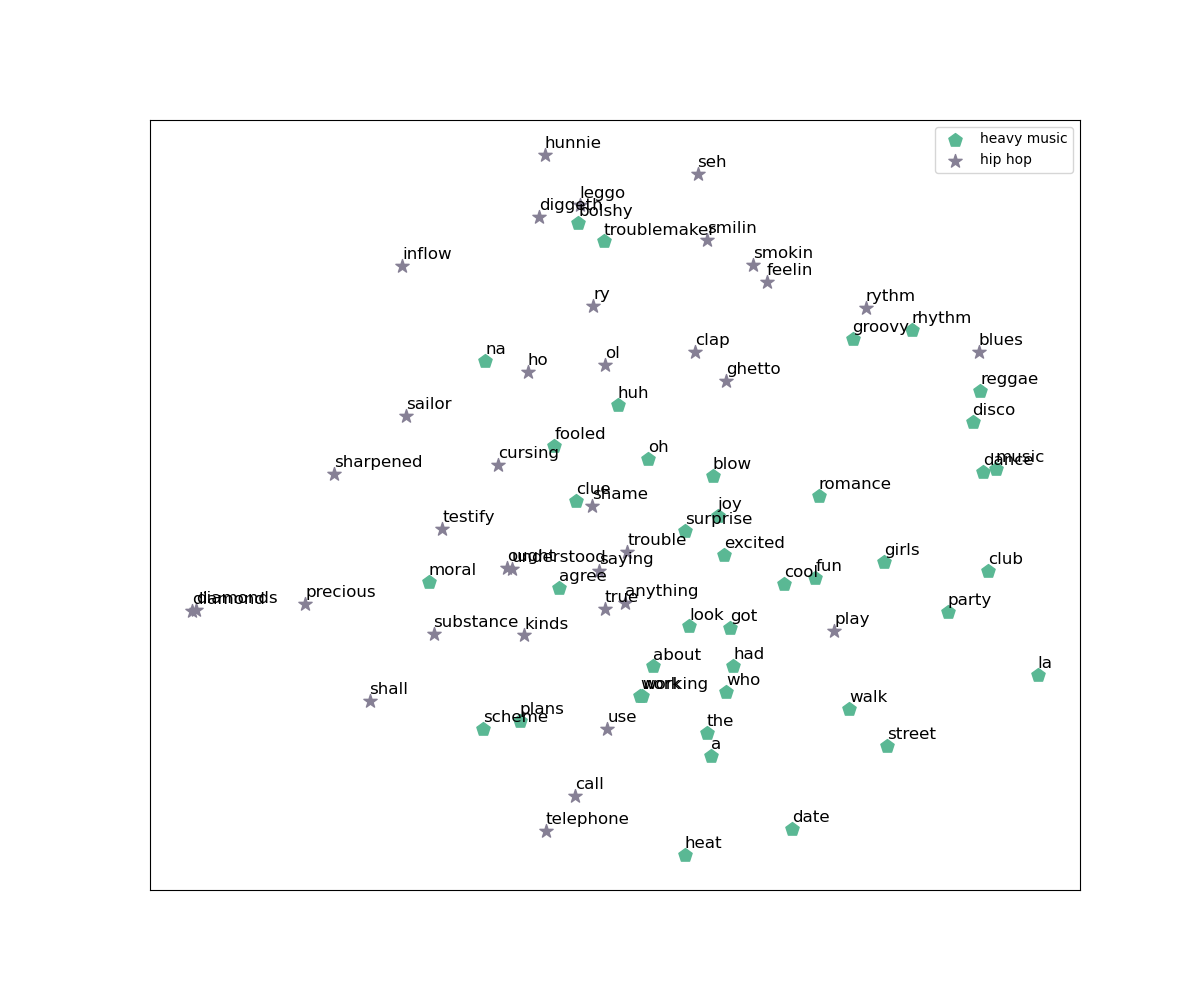 heavy music
hip hop
hunnie
seh
leggo
diggeth
bolshy
troublemaker
smilin
inflow
smokin
feelin
ry
rythm
rhythm
groovy
blues
na
ho
ol
clap
ghetto
reggae
huh
sailor
disco
fooled
cursing
oh
sharpened
blow
music
dance
clue
shame
romance
joy
testify
surprise
trouble
excited
ought
understood
saying
girls
moral
agree
cool
fun
club
diamond
diamonds
precious
true
anything
party
substance
kinds
look
got
play
about
had
la
shall
work
working
who
walk
scheme
plans
use
the
a
street
call
telephone
date
heat